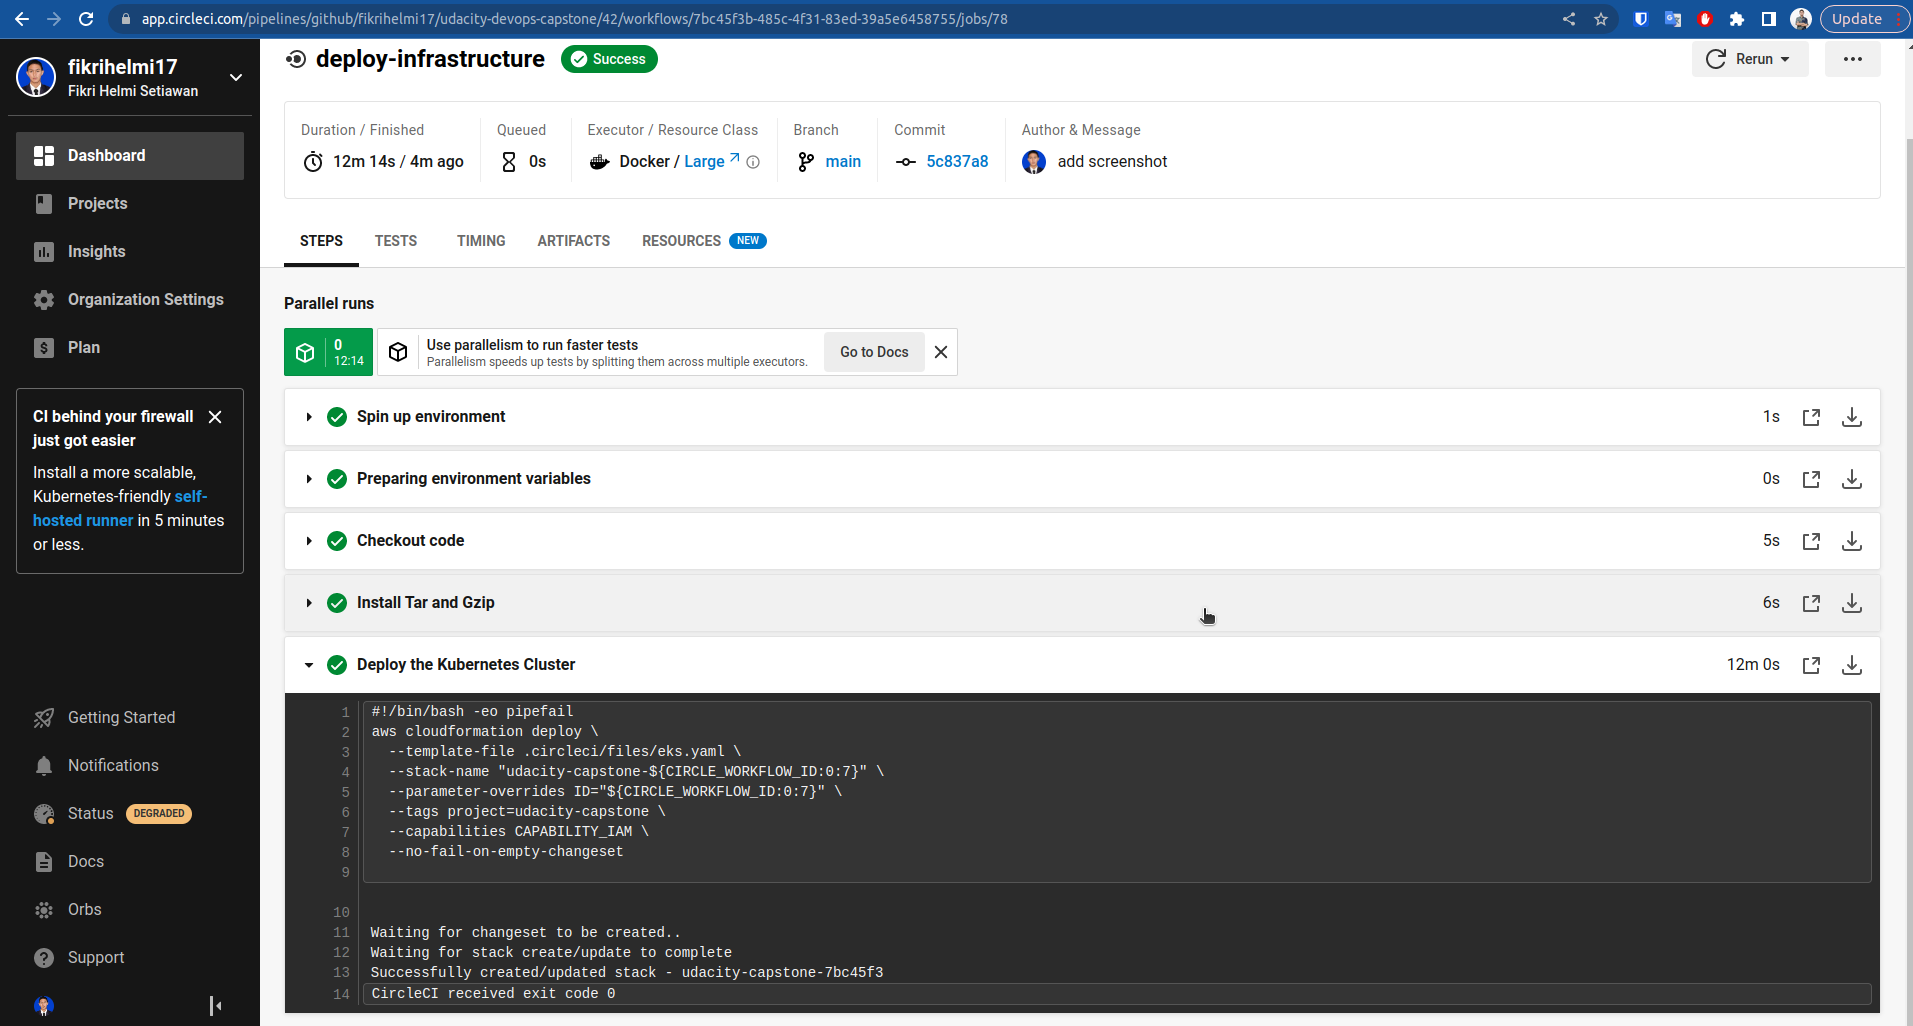 app.circleci.com/pipelines/github/fikrihelmi17/udacity-devops-capstone/42/workflows/7bc45f3b-485c-4f31-83ed-39a5e6458755/jobs/78
Update
fikrihelmi17
Fikri Helmi Setiawan
Dashboard
Projects
Insights
Organization Settings
Plan
CI behind your firewall
just got easier
Install a more scalable,
Kubernetes-friendly self-
hosted runner in 5 minutes
or less.
Getting Started
Notifications
Status DEGRADED
Docs
Orbs
Support
deploy-infrastructure Success
Rerun
Duration / Finished Queued Executor / Resource Class Branch Commit Author & Message
12m 14s / 4m ago 0s Docker / Large main 5c837a8 add screenshot
STEPS TESTS TIMING ARTIFACTS RESOURCES NEW
Parallel runs
0
12:14
Use parallelism to run faster tests
Parallelism speeds up tests by splitting them across multiple executors.
Go to Docs
Spin up environment 1s
Preparing environment variables 0s
Checkout code 5s
Install Tar and Gzip 6s
Deploy the Kubernetes Cluster 12m 0s
1 #!/bin/bash -eo pipefail
2 aws cloudformation deploy \
3 --template-file .circleci/files/eks.yaml \
4 --stack-name "udacity-capstone-${CIRCLE_WORKFLOW_ID:0:7}" \
5 --parameter-overrides ID="${CIRCLE_WORKFLOW_ID:0:7}" \
6 --tags project=udacity-capstone \
7 --capabilities CAPABILITY_IAM \
8 --no-fail-on-empty-changeset
9
10
11 Waiting for changeset to be created..
12 Waiting for stack create/update to complete
13 Successfully created/updated stack - udacity-capstone-7bc45f3
14 CircleCI received exit code 0